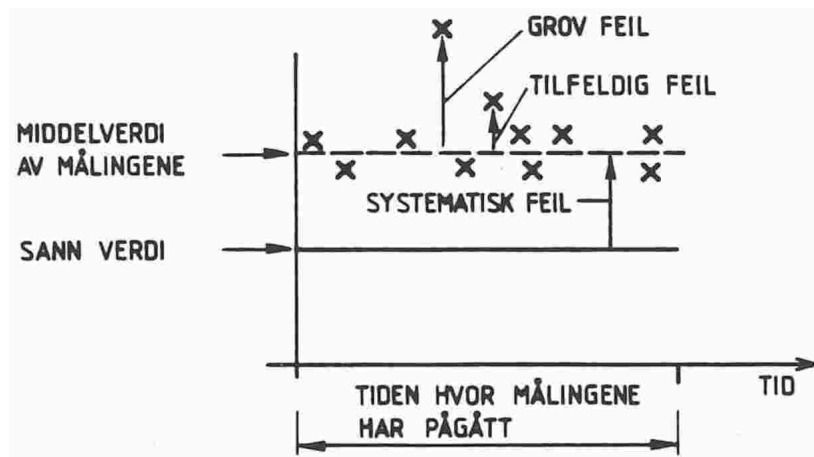 GROV FEIL
TILFELDIG FEIL
MIDDELVERDI
AV MÅLINGENE
SYSTEMATISK FEIL
SANN VERDI
TID
TIDEN HVOR MÅLINGENE
HAR PÅGÅTT